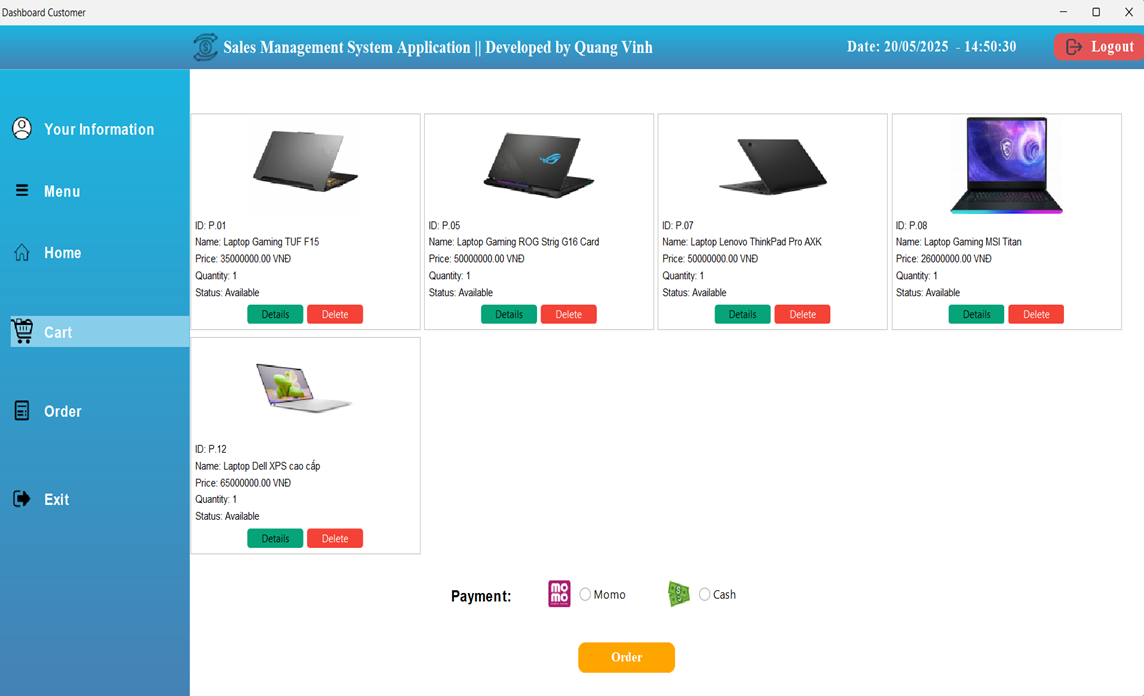 Dashboard Customer
Sales Management System Application || Developed by Quang Vinh
Date: 20/05/2025 - 14:50:30
Logout
Your Information
Menu
Home
Cart
Order
Exit
ID: P.01
Name: Laptop Gaming TUF F15
Price: 35000000.00 VNĐ
Quantity: 1
Status: Available
Details
Delete
ID: P.05
Name: Laptop Gaming ROG Strig G16 Card
Price: 50000000.00 VNĐ
Quantity: 1
Status: Available
Details
Delete
ID: P.07
Name: Laptop Lenovo ThinkPad Pro AXK
Price: 50000000.00 VNĐ
Quantity: 1
Status: Available
Details
Delete
ID: P.08
Name: Laptop Gaming MSI Titan
Price: 26000000.00 VNĐ
Quantity: 1
Status: Available
Details
Delete
ID: P.12
Name: Laptop Dell XPS cao cấp
Price: 65000000.00 VNĐ
Quantity: 1
Status: Available
Details
Delete
Payment:
mo
mo
Momo
Cash
Order